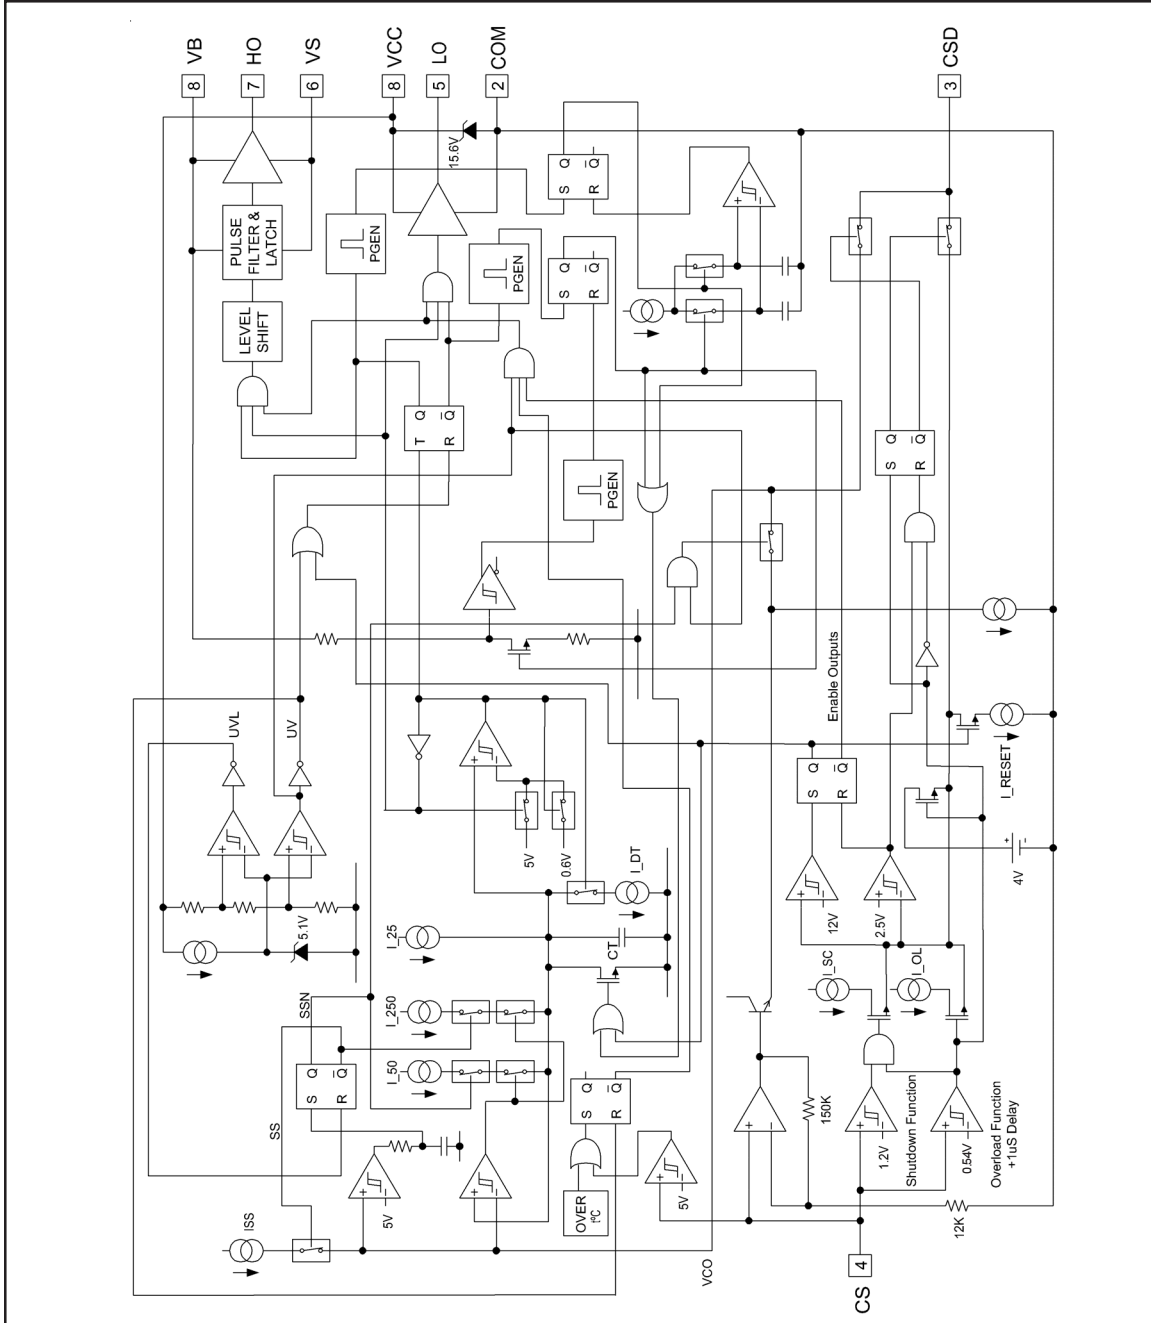 VB
HO
VS
VCC
LO
COM
CSD
8
7
6
8
5
2
3
15.6V
PULSE
FILTER &
LATCH
PGEN
S Q
R Q
LEVEL
SHIFT
PGEN
S Q
R Q
T Q
R Q
S Q
R Q
PGEN
Enable Outputs
UVL
UV
S Q
R Q
I_RESET
5V
0.6V
4V
+
−
5.1V
I_DT
12V
2.5V
I_25
CT
I_SC
I_OL
SSN
I_250
I_50
S Q
R Q
SS
S Q
R Q
150K
1.2V
Shutdown Function
0.54V
Overload Function
+1uS Delay
5V
5V
OVER
tºC
ISS
12K
VCO
4
CS